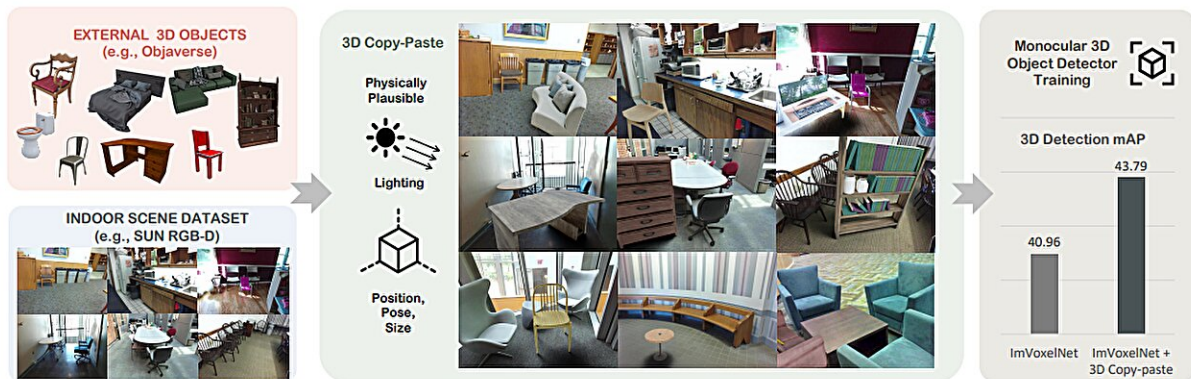 EXTERNAL 3D OBJECTS
(e.g., Objaverse)
INDOOR SCENE DATASET
(e.g., SUN RGB-D)
3D Copy-Paste
Physically
Plausible
Lighting
Position,
Pose,
Size
Monocular 3D
Object Detector
Training
3D Detection mAP
43.79
40.96
ImVoxelNet
ImVoxelNet +
3D Copy-paste